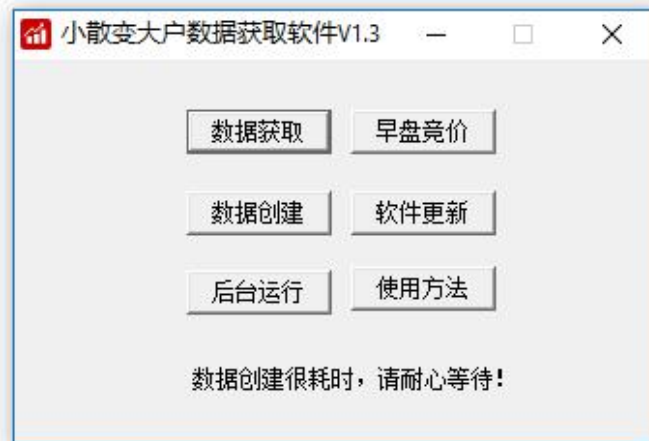 小散变大户数据获取软件V1.3
数据获取 早盘竞价
数据创建 软件更新
后台运行 使用方法
数据创建很耗时，请耐心等待!